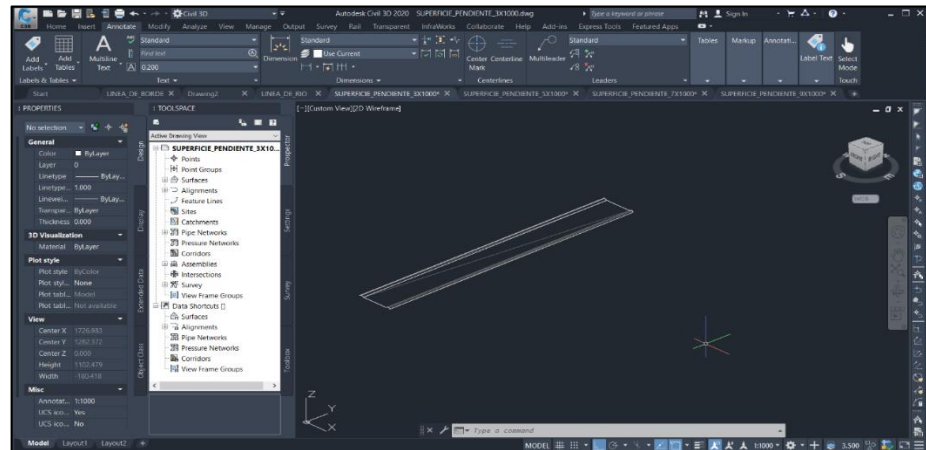 Civil 3D
Autodesk Civil 3D 2020 SUPERFICIE_PENDIENTE_3X1000.dwg
Type a keyword or phrase
Sign In
Home Insert Annotate Modify Analyze View Manage Output Survey Rail Transparent InfraWorks Collaborate Help Add-ins Express Tools Featured Apps
Add Labels
Add Tables
Multiline Text
Standard
Find text
0.200
Dimension
Standard
Use Current
Center Mark
Centerline
Multileader
Standard
Tables
Markup
Annotati...
Label Text
Select Mode
Labels & Tables
Text
Dimensions
Centerlines
Leaders
Touch
Start
LINEA_DE_BORDE
Drawing2
LINEA_DE_RIO
SUPERFICIE_PENDIENTE_3X1000*
SUPERFICIE_PENDIENTE_5X1000*
SUPERFICIE_PENDIENTE_7X1000*
SUPERFICIE_PENDIENTE_9X1000*
PROPERTIES
No selection
General
Color ByLayer
Layer 0
Linetype ByLay...
Linetype... 1.000
Linewei... ByLay...
Transpar... ByLayer
Thickness 0.000
3D Visualization
Material ByLayer
Plot style
Plot style ByColor
Plot styl... None
Plot tabl... Model
Plot tabl... Not available
View
Center X 1726.883
Center Y 1282.372
Center Z 0.000
Height 1102.479
Width
Misc
Annotat... 1:1000
UCS ico... Yes
UCS ico... No
Design
Display
Extended Data
Object Class
TOOLSPACE
Active Drawing View
SUPERFICIE_PENDIENTE_3X10...
Points
Point Groups
Surfaces
Alignments
Feature Lines
Sites
Catchments
Pipe Networks
Pressure Networks
Corridors
Assemblies
Intersections
Survey
View Frame Groups
Data Shortcuts []
Surfaces
Alignments
Pipe Networks
Pressure Networks
Corridors
View Frame Groups
Prospector
Settings
Survey
Toolbox
[−][Custom View][2D Wireframe]
Z
Y
X
Type a command
Model Layout1 Layout2
MODEL
1:1000
3.500